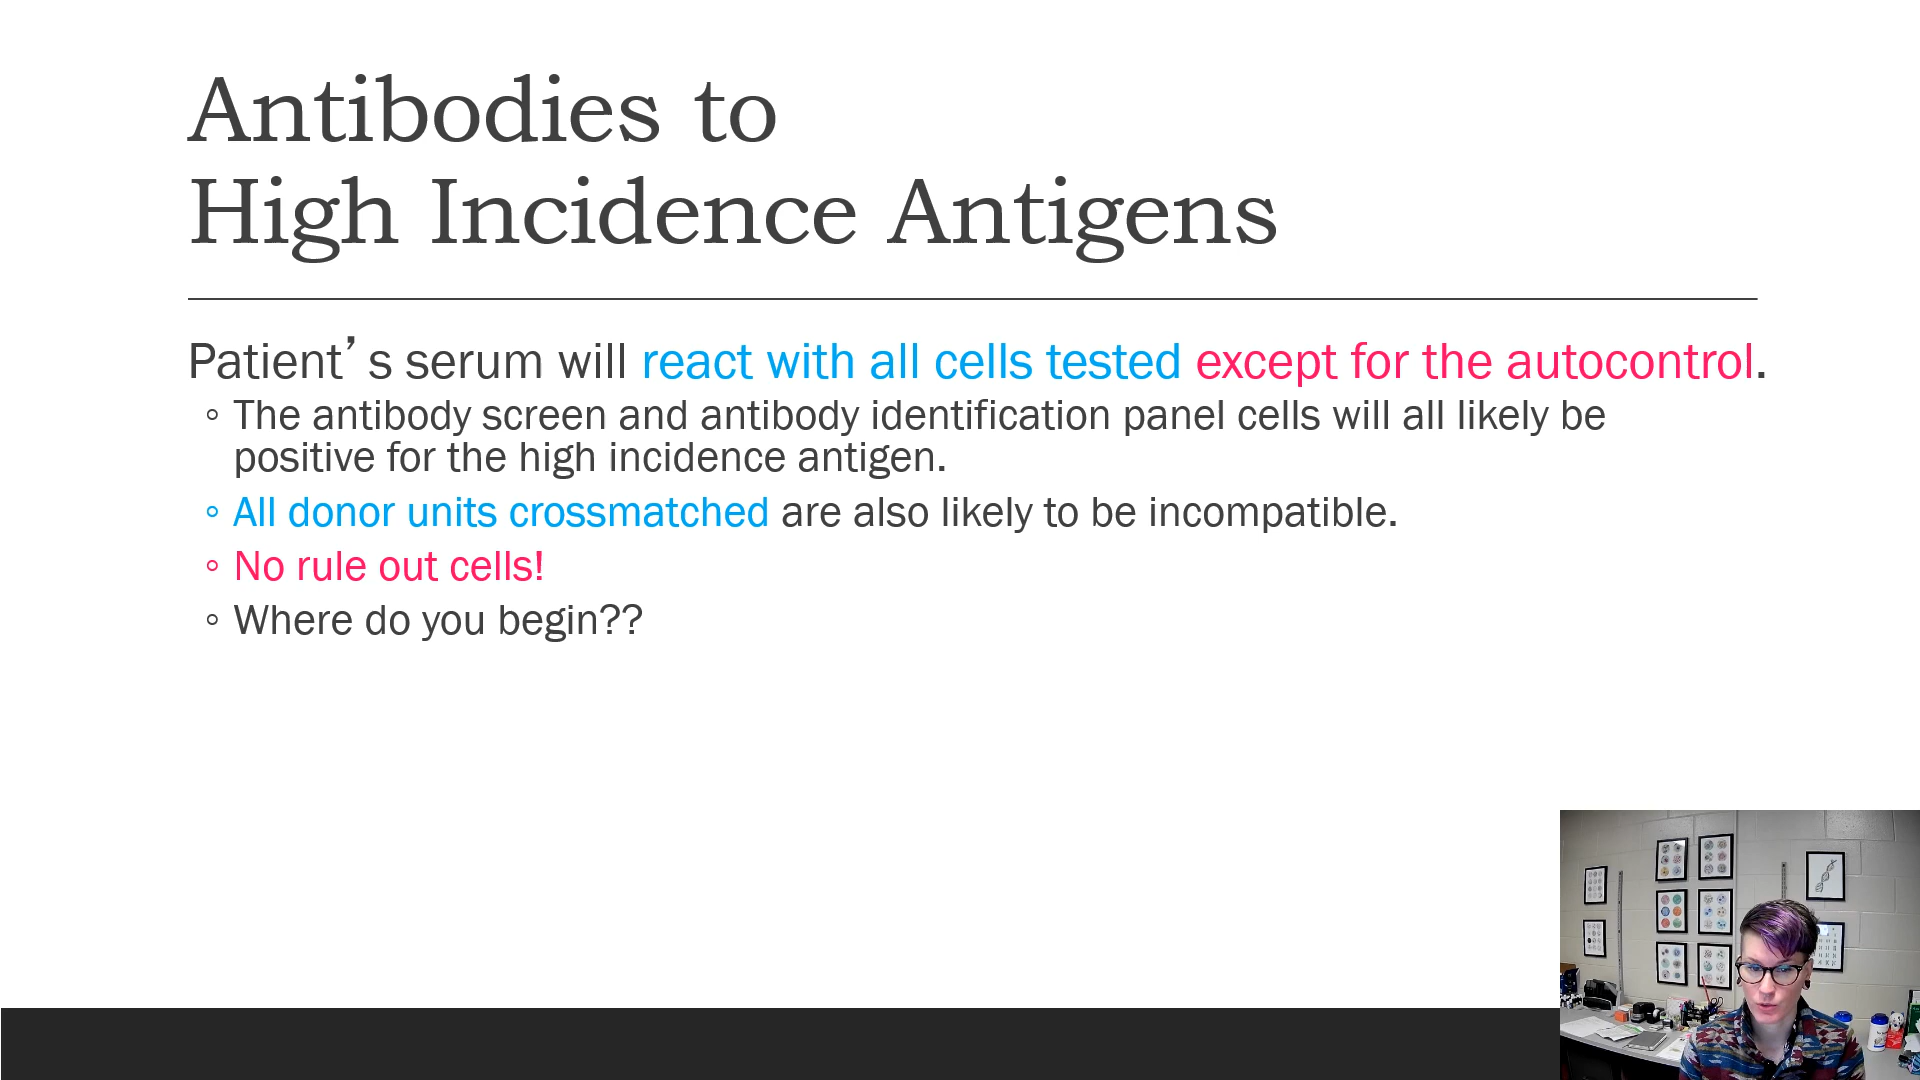 Antibodies to
High Incidence Antigens
Patient’s serum will react with all cells tested except for the autocontrol.
◦ The antibody screen and antibody identification panel cells will all likely be
positive for the high incidence antigen.
◦ All donor units crossmatched are also likely to be incompatible.
◦ No rule out cells!
◦ Where do you begin??